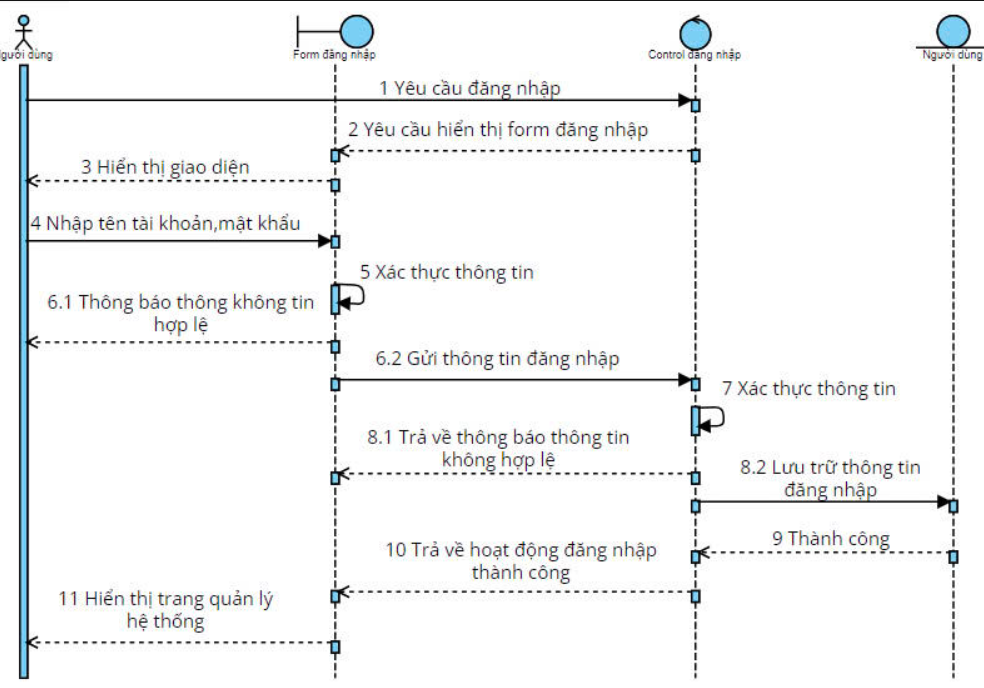 Người dùng
Form đăng nhập
Control đăng nhập
Người dùng
1 Yêu cầu đăng nhập
2 Yêu cầu hiển thị form đăng nhập
3 Hiển thị giao diện
4 Nhập tên tài khoản,mật khẩu
5 Xác thực thông tin
6.1 Thông báo thông không tin
hợp lệ
6.2 Gửi thông tin đăng nhập
7 Xác thực thông tin
8.1 Trả về thông báo thông tin
không hợp lệ
8.2 Lưu trữ thông tin
đăng nhập
9 Thành công
10 Trả về hoạt động đăng nhập
thành công
11 Hiển thị trang quản lý
hệ thống